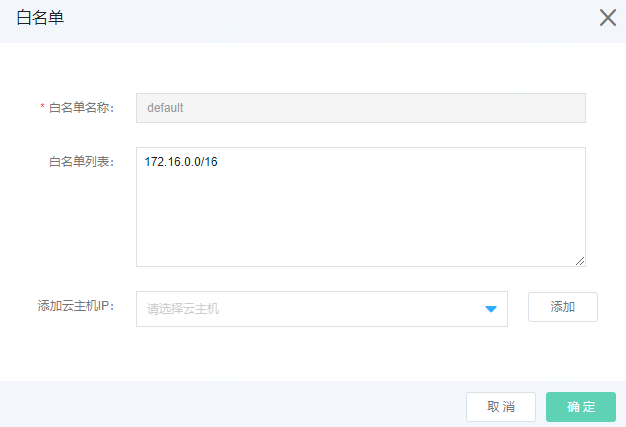 白名单
* 白名单名称：
default
白名单列表：
172.16.0.0/16
添加云主机IP：
请选择云主机
添加
取消
确定